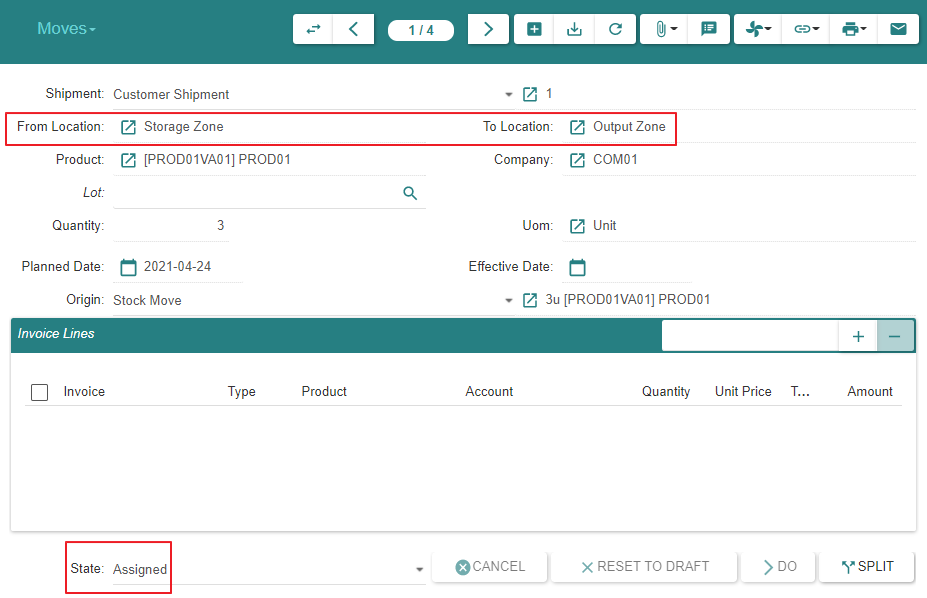 Moves
1 / 4
Shipment: Customer Shipment 1
From Location: Storage Zone To Location: Output Zone
Product: [PROD01VA01] PROD01 Company: COM01
Lot:
Quantity: 3 Uom: Unit
Planned Date: 2021-04-24 Effective Date:
Origin: Stock Move 3u [PROD01VA01] PROD01
Invoice Lines
Invoice Type Product Account Quantity Unit Price T... Amount
State: Assigned CANCEL RESET TO DRAFT DO SPLIT